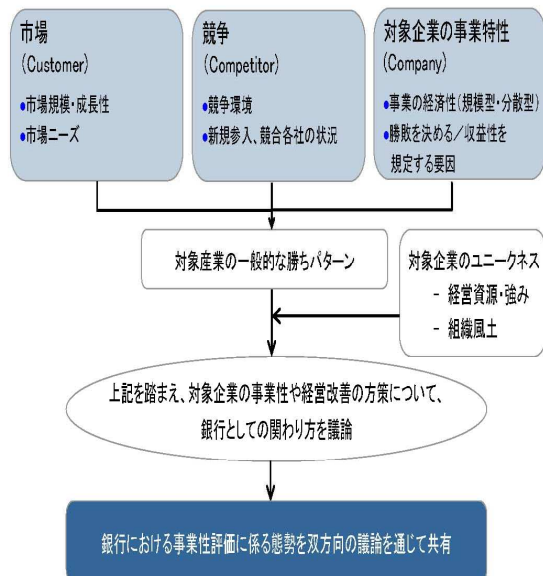 市場
(Customer)
●市場規模・成長性
●市場ニーズ
競争
(Competitor)
●競争環境
●新規参入、競合各社の状況
対象企業の事業特性
(Company)
●事業の経済性(規模型・分散型)
●勝敗を決める／収益性を
規定する要因
対象産業の一般的な勝ちパターン
対象企業のユニークネス
- 経営資源・強み
- 組織風土
上記を踏まえ、対象企業の事業性や経営改善の方策について、
銀行としての関わり方を議論
銀行における事業性評価に係る態勢を双方向の議論を通じて共有